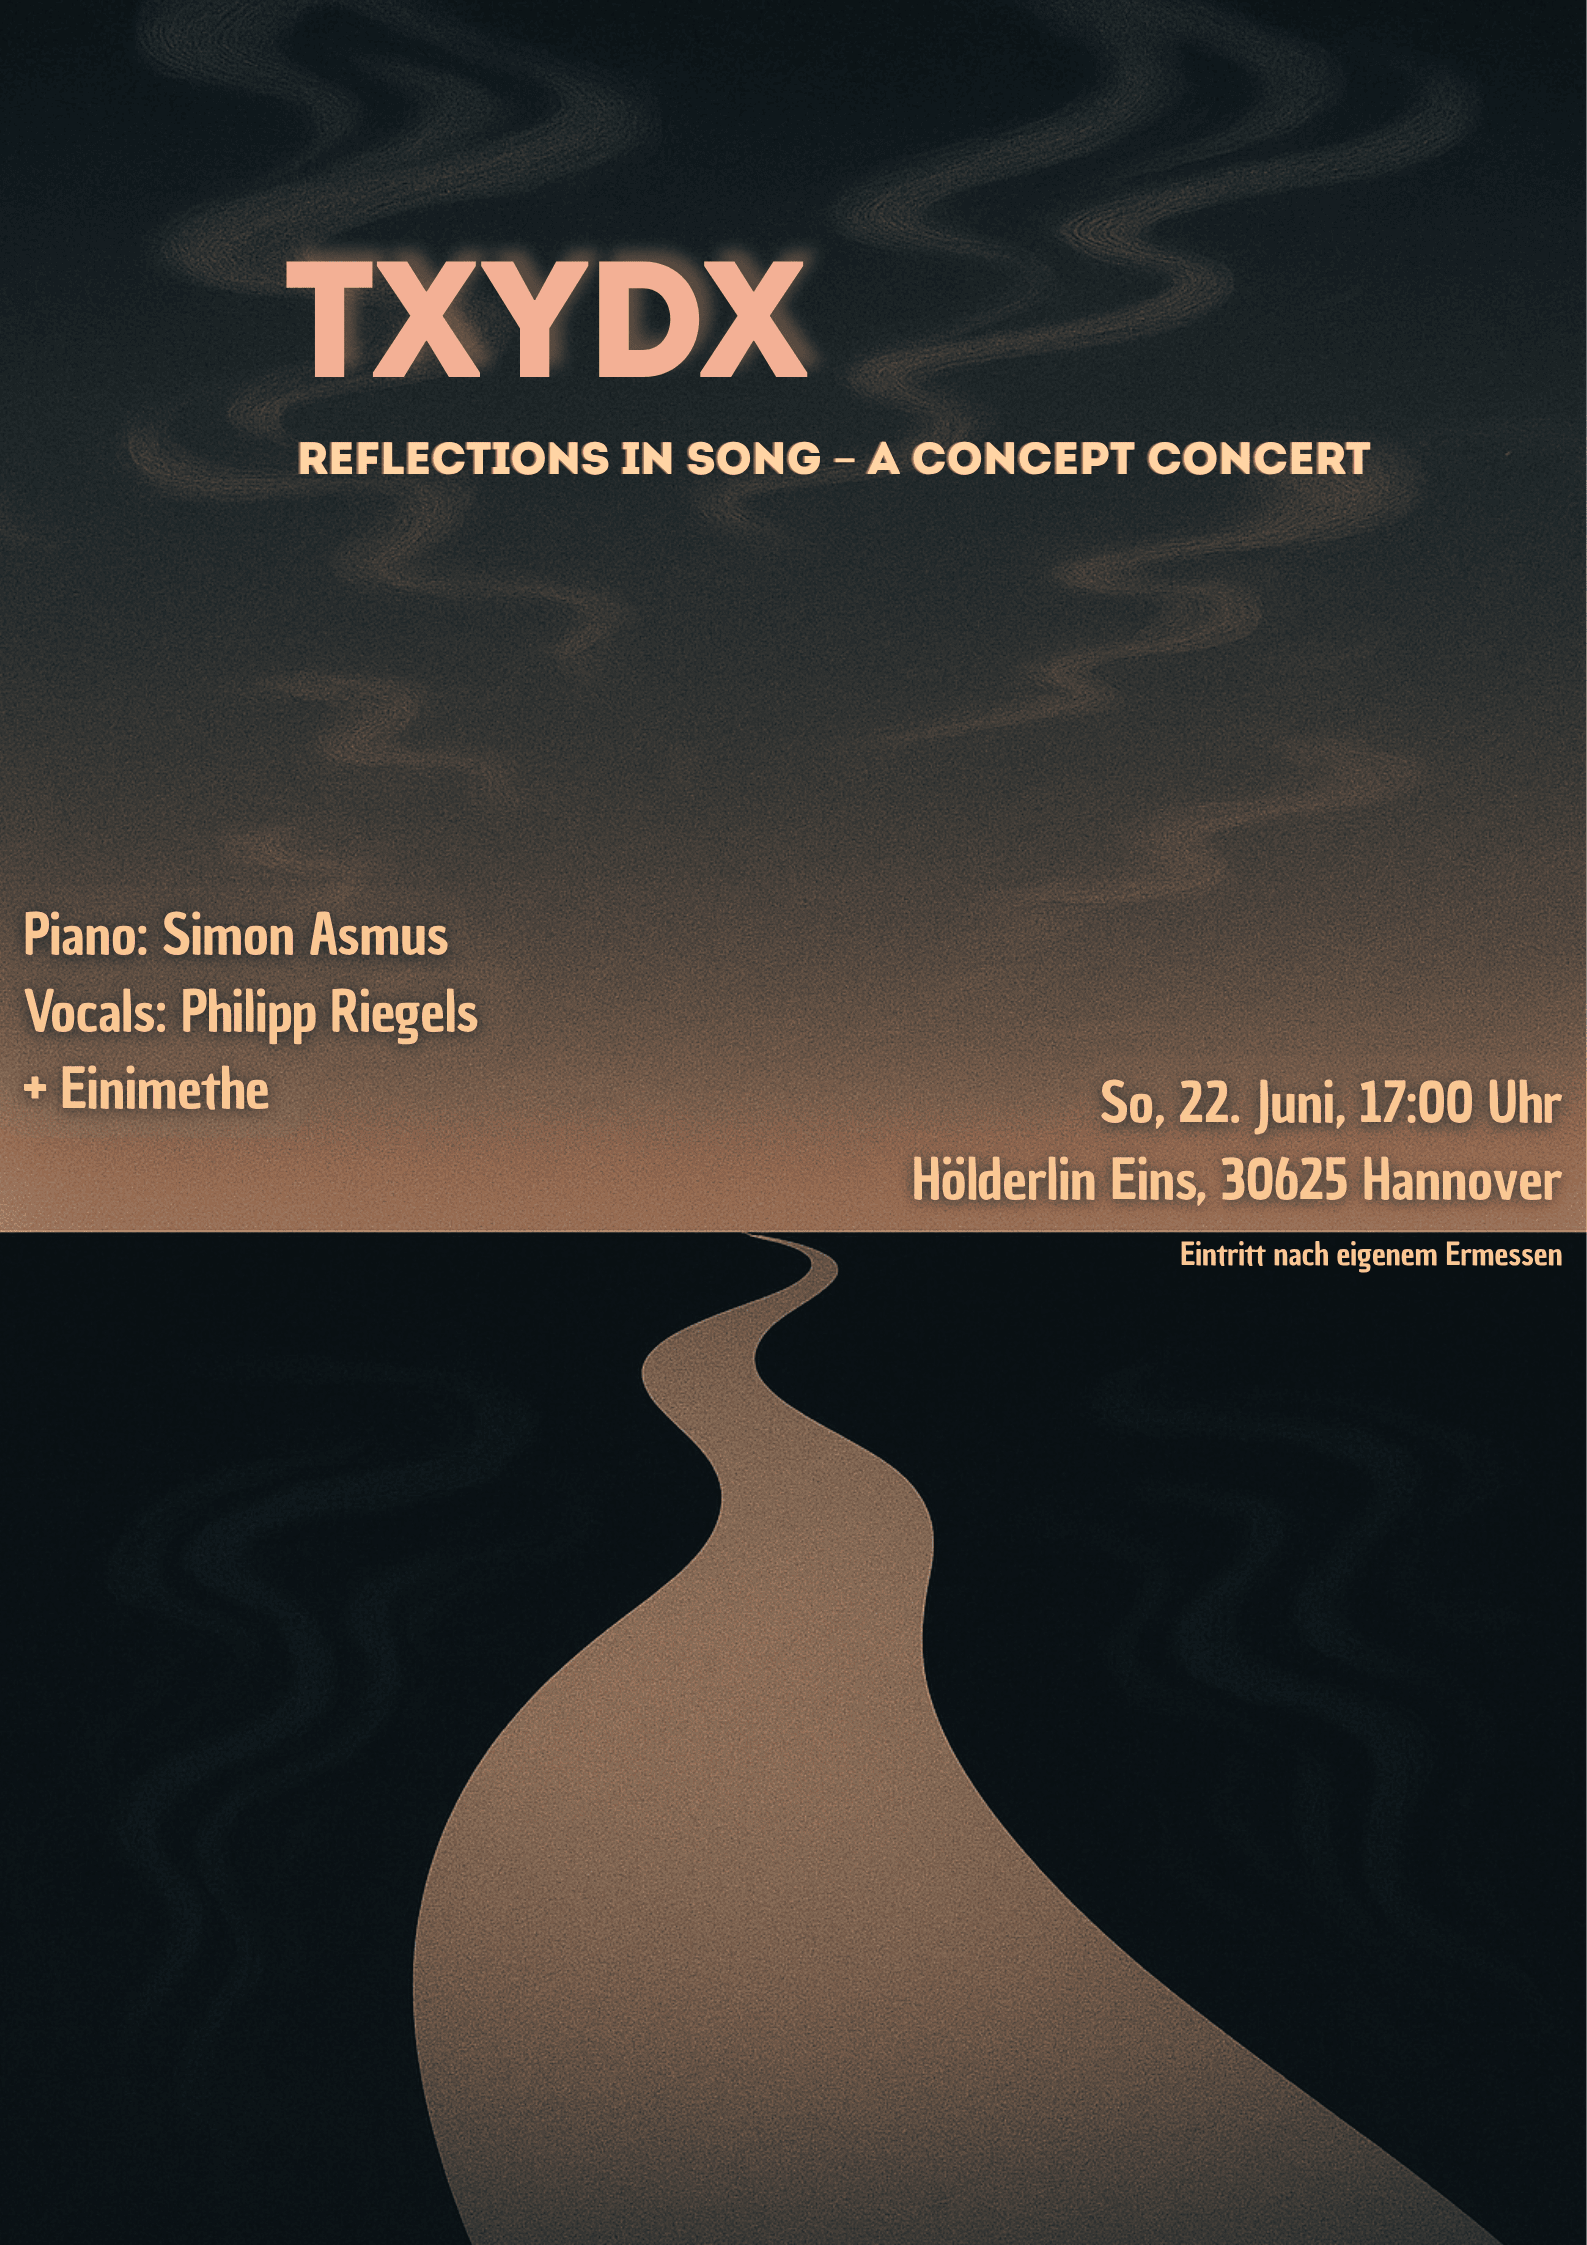 TXYDX
REFLECTIONS IN SONG – A CONCEPT CONCERT
Piano: Simon Asmus
Vocals: Philipp Riegels
+ Einimethe
So, 22. Juni, 17:00 Uhr
Hölderlin Eins, 30625 Hannover
Eintritt nach eigenem Ermessen